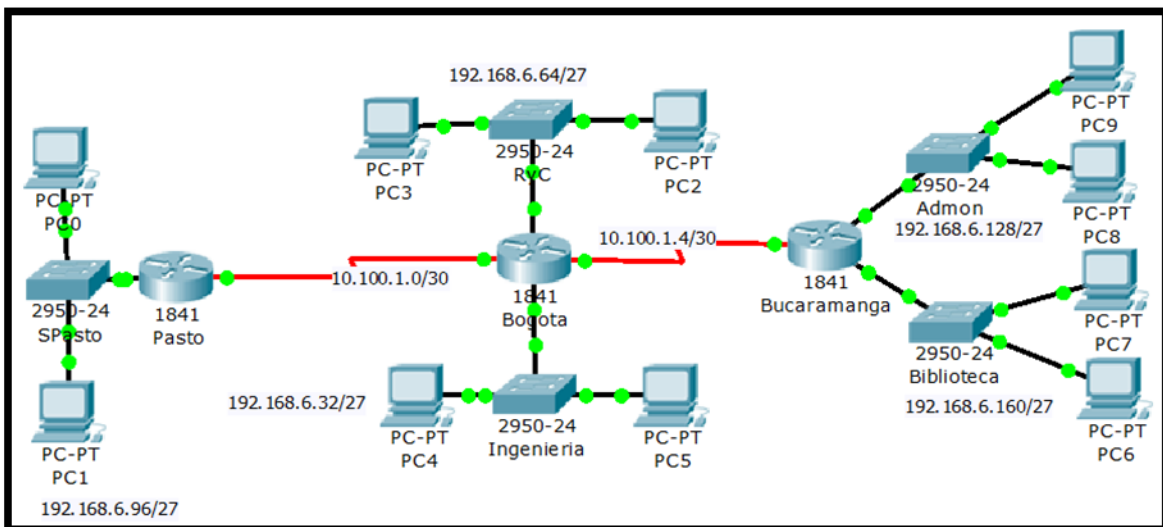 192.168.6.64/27
PC-PT
PC9
PC-PT
PC3
2950-24
RyC
PC-PT
PC2
PC-PT
PC0
2950-24
Admon
192.168.6.128/27
PC-PT
PC8
10.100.1.4/30
10.100.1.0/30
2950-24
SPasto
1841
Pasto
1841
Bogota
1841
Bucaramanga
PC-PT
PC7
2950-24
Biblioteca
192.168.6.160/27
192.168.6.32/27
PC-PT
PC4
2950-24
Ingenieria
PC-PT
PC5
PC-PT
PC6
PC-PT
PC1
192.168.6.96/27